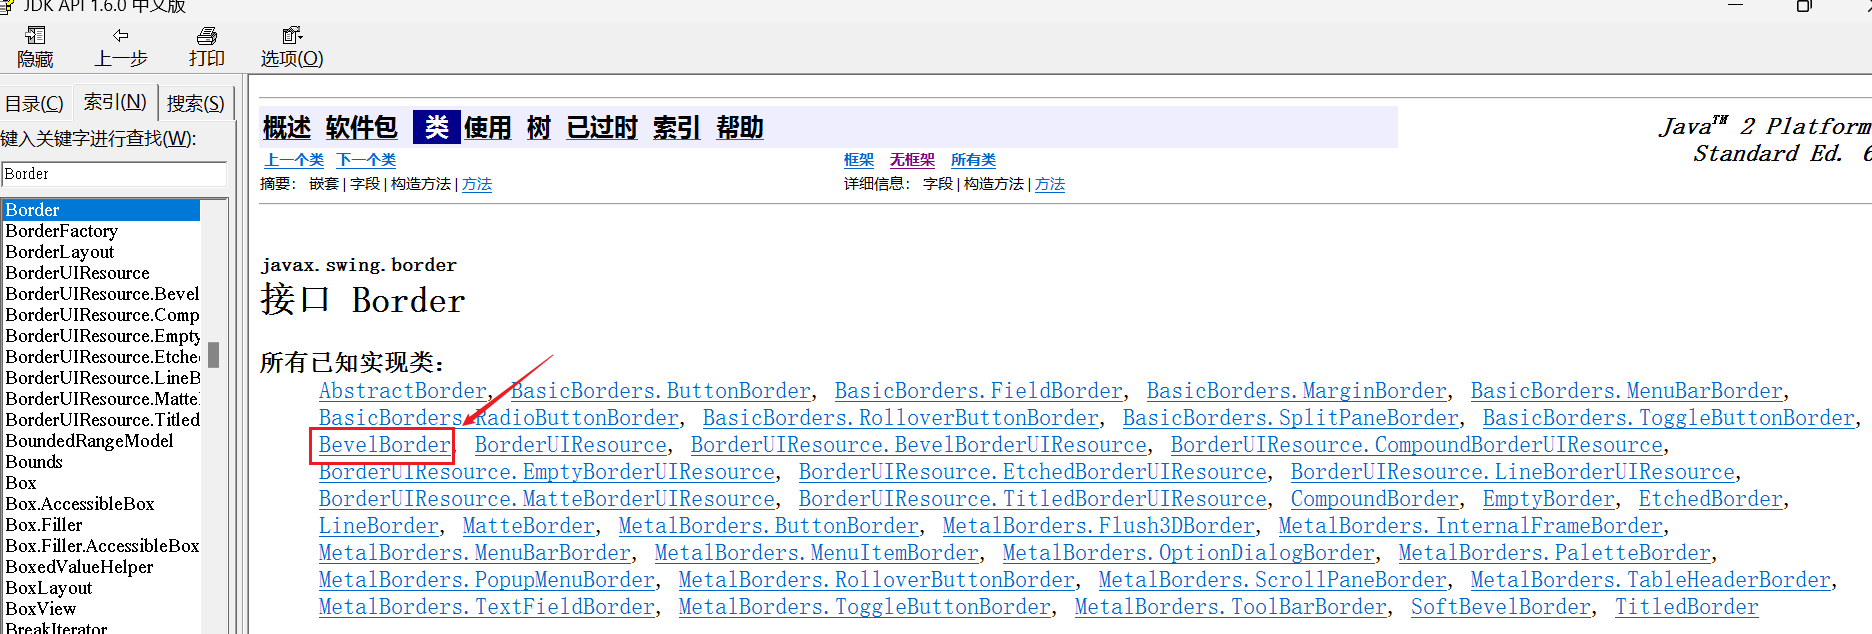 JDK API 1.6.0 中文版
隐藏 上一步 打印 选项(O)
目录(C) 索引(N) 搜索(S)
键入关键字进行查找(W):
Border
Border
BorderFactory
BorderLayout
BorderUIResource
BorderUIResource.Bevel
BorderUIResource.Comp
BorderUIResource.Empty
BorderUIResource.Etche
BorderUIResource.LineB
BorderUIResource.Matte
BorderUIResource.Titled
BoundedRangeModel
Bounds
Box
Box.AccessibleBox
Box.Filler
Box.Filler.AccessibleBox
BoxedValueHelper
BoxLayout
BoxView
BreakIterator
概述 软件包 类 使用 树 已过时 索引 帮助
Java™ 2 Platform
Standard Ed. 6
上一个类 下一个类
框架 无框架 所有类
摘要: 嵌套 | 字段 | 构造方法 | 方法
详细信息: 字段 | 构造方法 | 方法
javax.swing.border
接口 Border
所有已知实现类:
AbstractBorder, BasicBorders.ButtonBorder, BasicBorders.FieldBorder, BasicBorders.MarginBorder, BasicBorders.MenuBarBorder,
BasicBorders.RadioButtonBorder, BasicBorders.RolloverButtonBorder, BasicBorders.SplitPaneBorder, BasicBorders.ToggleButtonBorder,
BevelBorder, BorderUIResource, BorderUIResource.BevelBorderUIResource, BorderUIResource.CompoundBorderUIResource,
BorderUIResource.EmptyBorderUIResource, BorderUIResource.EtchedBorderUIResource, BorderUIResource.LineBorderUIResource,
BorderUIResource.MatteBorderUIResource, BorderUIResource.TitledBorderUIResource, CompoundBorder, EmptyBorder, EtchedBorder,
LineBorder, MatteBorder, MetalBorders.ButtonBorder, MetalBorders.Flush3DBorder, MetalBorders.InternalFrameBorder,
MetalBorders.MenuBarBorder, MetalBorders.MenuItemBorder, MetalBorders.OptionDialogBorder, MetalBorders.PaletteBorder,
MetalBorders.PopupMenuBorder, MetalBorders.RolloverButtonBorder, MetalBorders.ScrollPaneBorder, MetalBorders.TableHeaderBorder,
MetalBorders.TextFieldBorder, MetalBorders.ToggleButtonBorder, MetalBorders.ToolBarBorder, SoftBevelBorder, TitledBorder